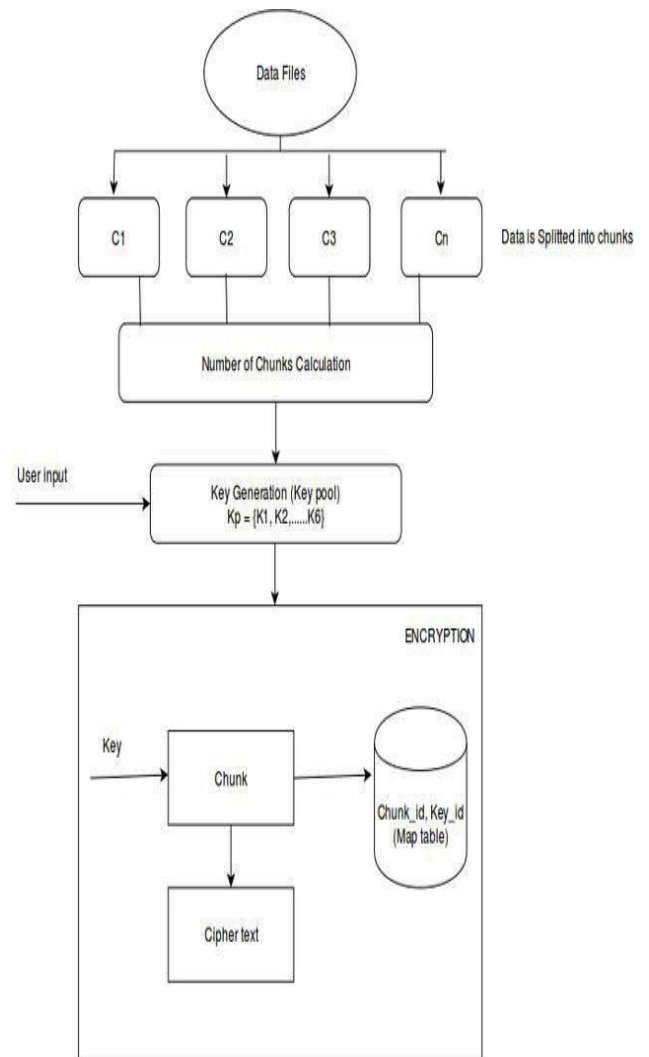 Data Files
C1
C2
C3
Cn
Data is Splitted into chunks
Number of Chunks Calculation
User input
Key Generation (Key pool)
Kp = {K1, K2,......K6}
ENCRYPTION
Key
Chunk
Chunk_id, Key_id
(Map table)
Cipher text